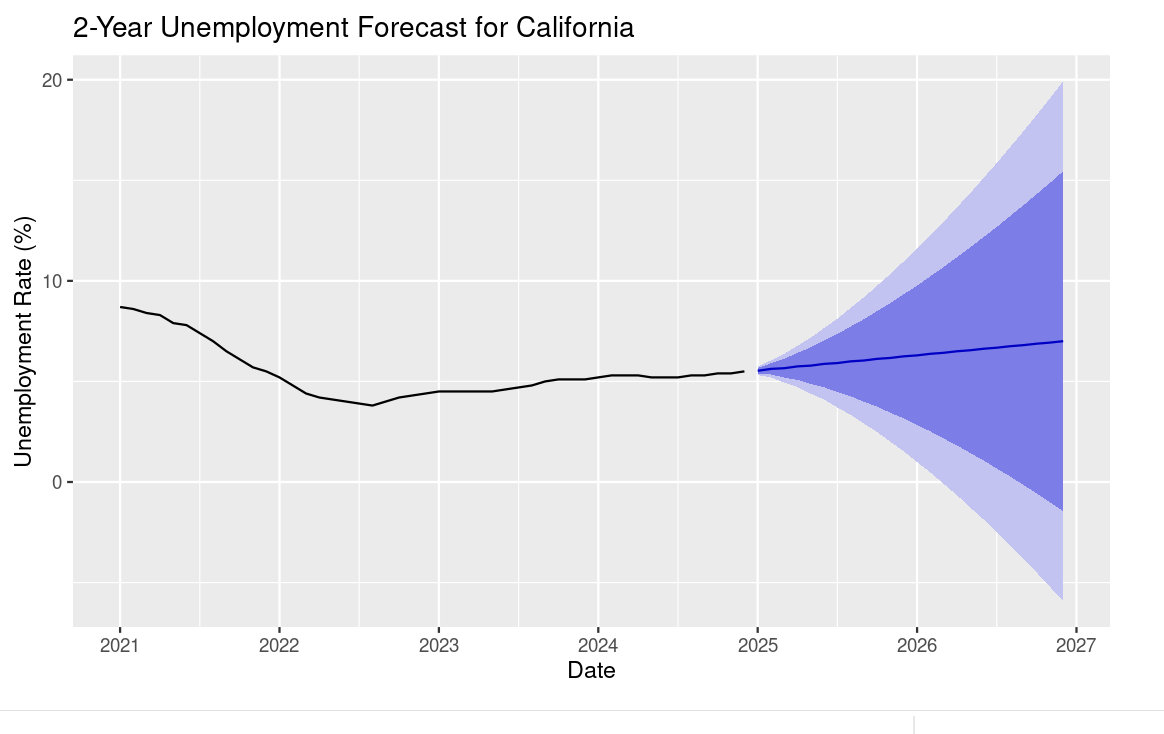 2-Year Unemployment Forecast for California
Unemployment Rate (%)
20
10
0
2021 2022 2023 2024 2025 2026 2027
Date